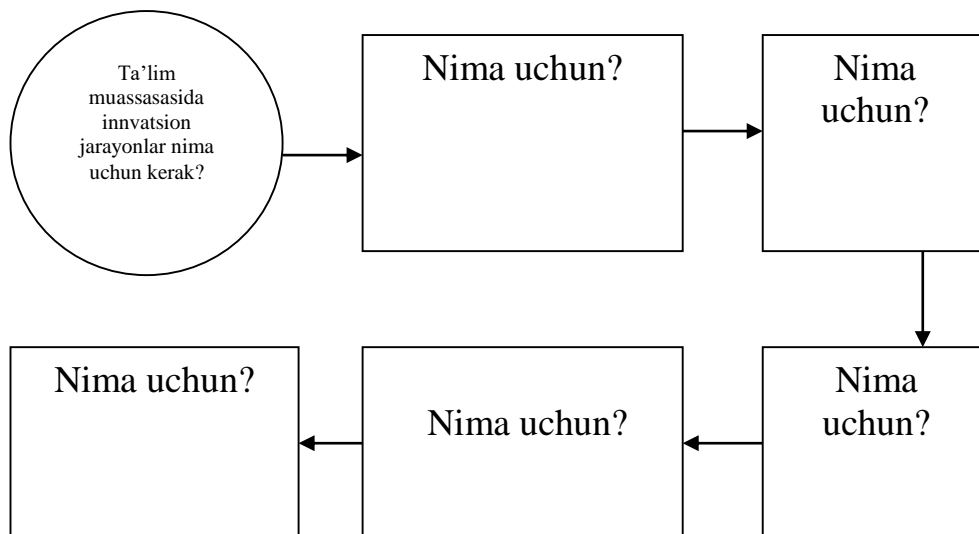 Ta’lim
muassasasida
innvatsion
jarayonlar nima
uchun kerak?
Nima uchun?
Nima
uchun?
Nima
uchun?
Nima uchun?
Nima uchun?